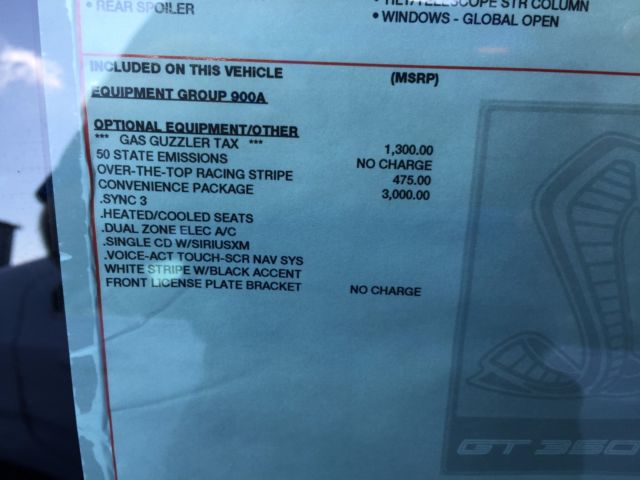 • REAR SPOILER
• TILT/TELESCOPE STR COLUMN
• WINDOWS - GLOBAL OPEN
INCLUDED ON THIS VEHICLE (MSRP)
EQUIPMENT GROUP 900A
OPTIONAL EQUIPMENT/OTHER
*** GAS GUZZLER TAX *** 1,300.00
50 STATE EMISSIONS NO CHARGE
OVER-THE-TOP RACING STRIPE 475.00
CONVENIENCE PACKAGE 3,000.00
.SYNC 3
.HEATED/COOLED SEATS
.DUAL ZONE ELEC A/C
.SINGLE CD W/SIRIUSXM
.VOICE-ACT TOUCH-SCR NAV SYS
WHITE STRIPE W/BLACK ACCENT
FRONT LICENSE PLATE BRACKET NO CHARGE
GT 350